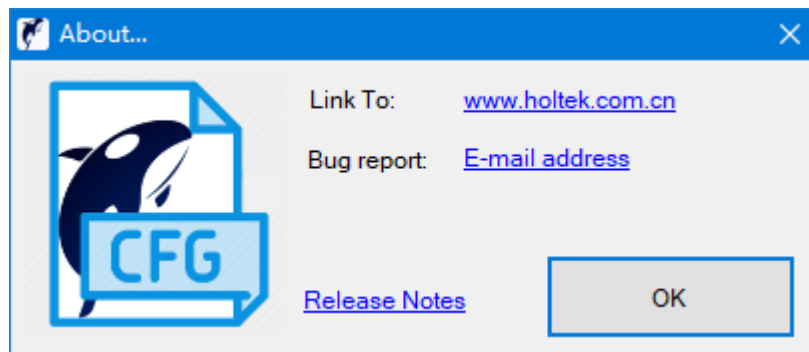 About...
Link To: www.holtek.com.cn
Bug report: E-mail address
CFG
Release Notes
OK